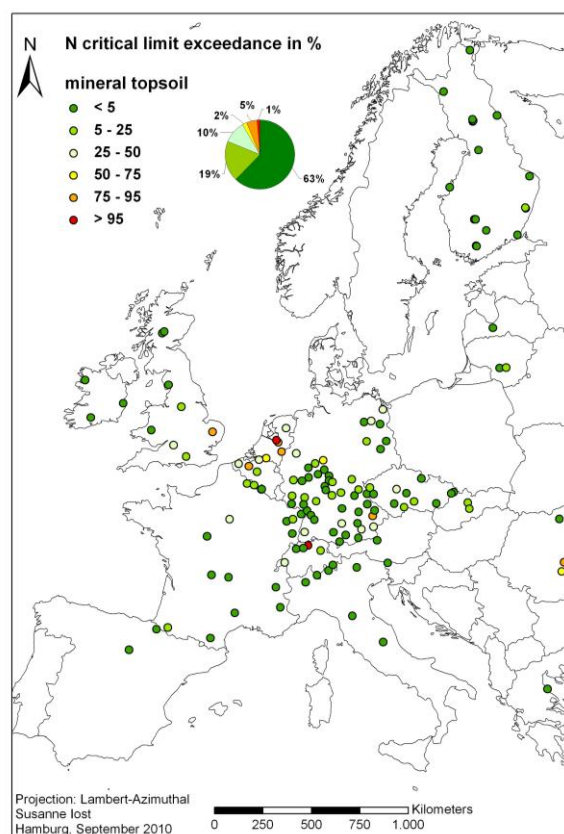 N
N critical limit exceedance in %
mineral topsoil
< 5
5 - 25
25 - 50
50 - 75
75 - 95
> 95
2%
5%
1%
10%
19%
63%
Projection: Lambert-Azimuthal
Susanne Iost
Hamburg, September 2010
Kilometers
0 250 500 750 1.000